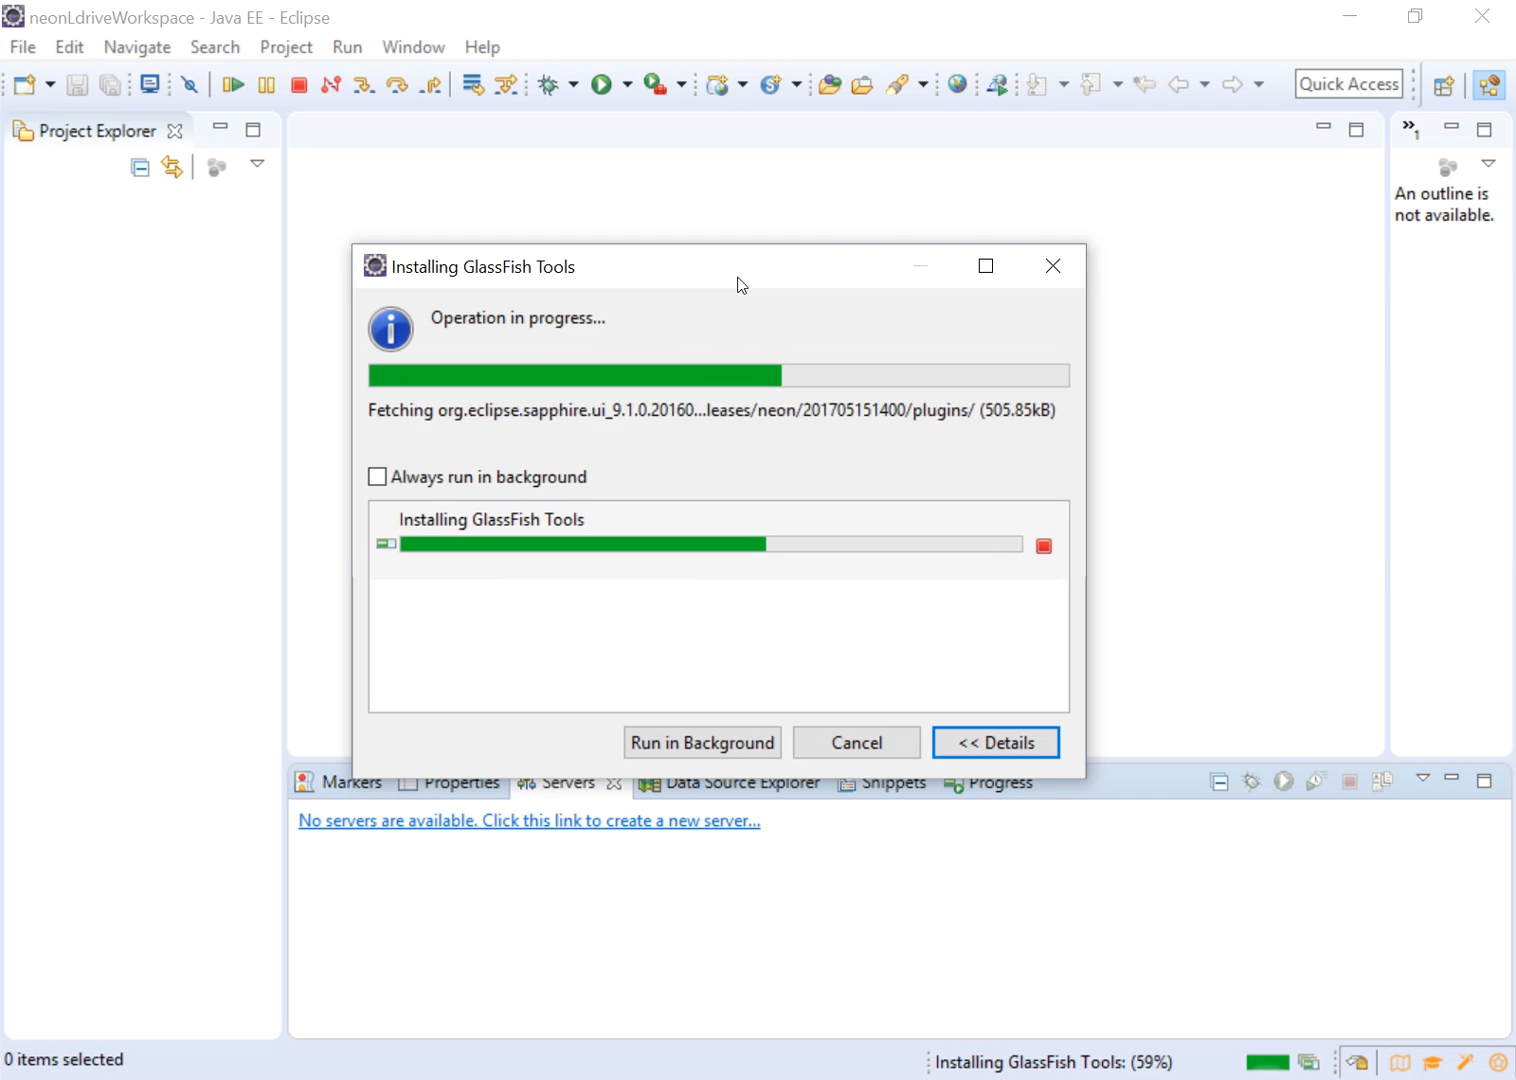 neonLdriveWorkspace - Java EE - Eclipse
File Edit Navigate Search Project Run Window Help
Quick Access
Project Explorer
1
An outline is
not available.
Installing GlassFish Tools
Operation in progress...
Fetching org.eclipse.sapphire.ui_9.1.0.20160...leases/neon/201705151400/plugins/ (505.85kB)
Always run in background
Installing GlassFish Tools
Run in Background Cancel << Details
Markers Properties Servers Data Source Explorer Snippets Progress
No servers are available. Click this link to create a new server...
0 items selected
Installing GlassFish Tools: (59%)